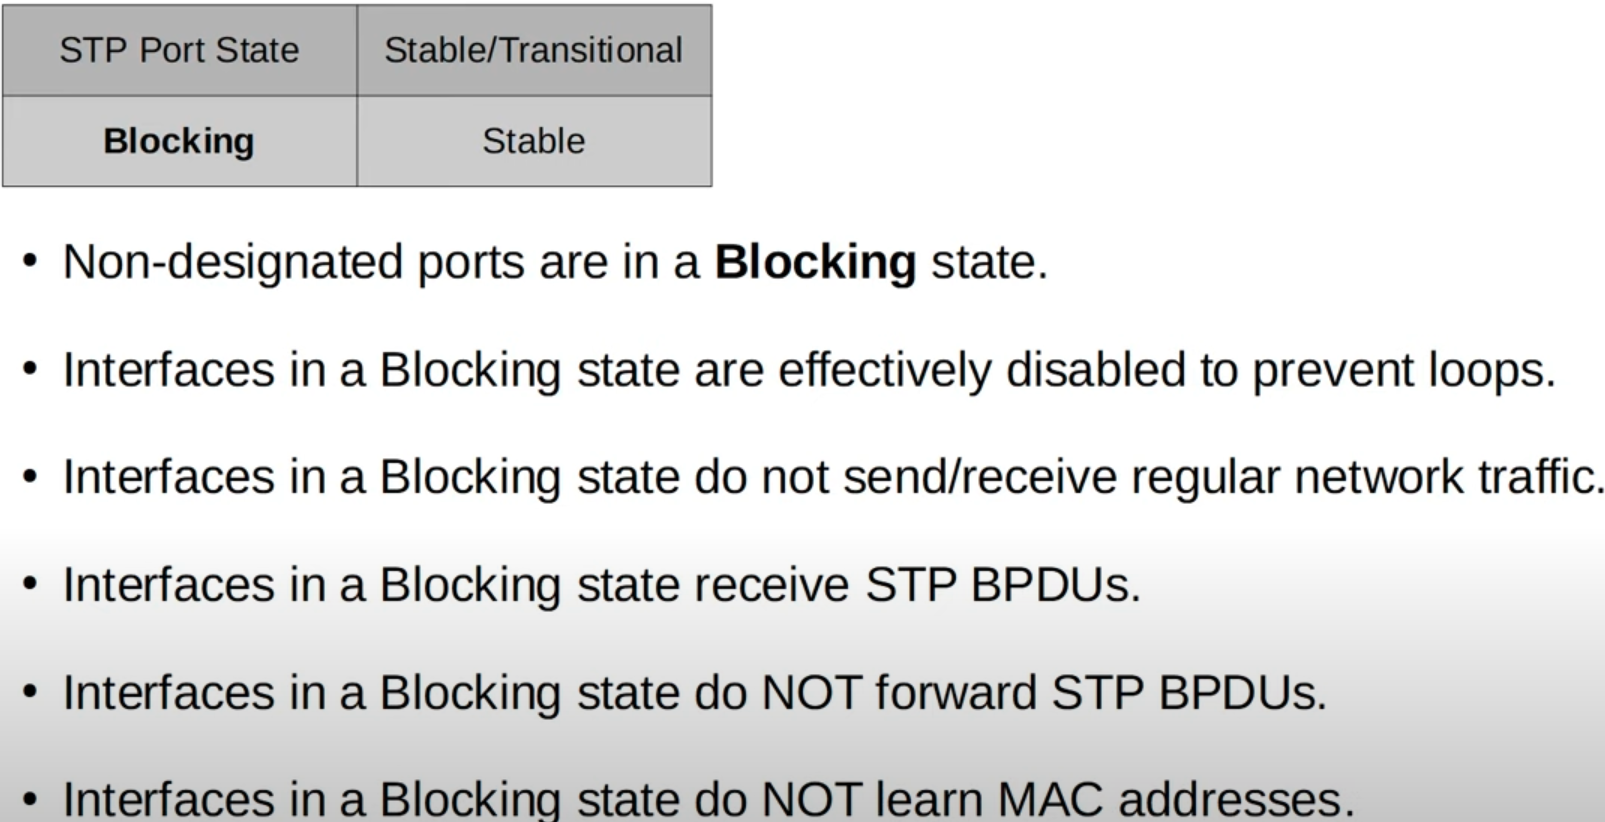 STP Port State Stable/Transitional
Blocking Stable
• Non-designated ports are in a Blocking state.
• Interfaces in a Blocking state are effectively disabled to prevent loops.
• Interfaces in a Blocking state do not send/receive regular network traffic.
• Interfaces in a Blocking state receive STP BPDUs.
• Interfaces in a Blocking state do NOT forward STP BPDUs.
• Interfaces in a Blocking state do NOT learn MAC addresses.